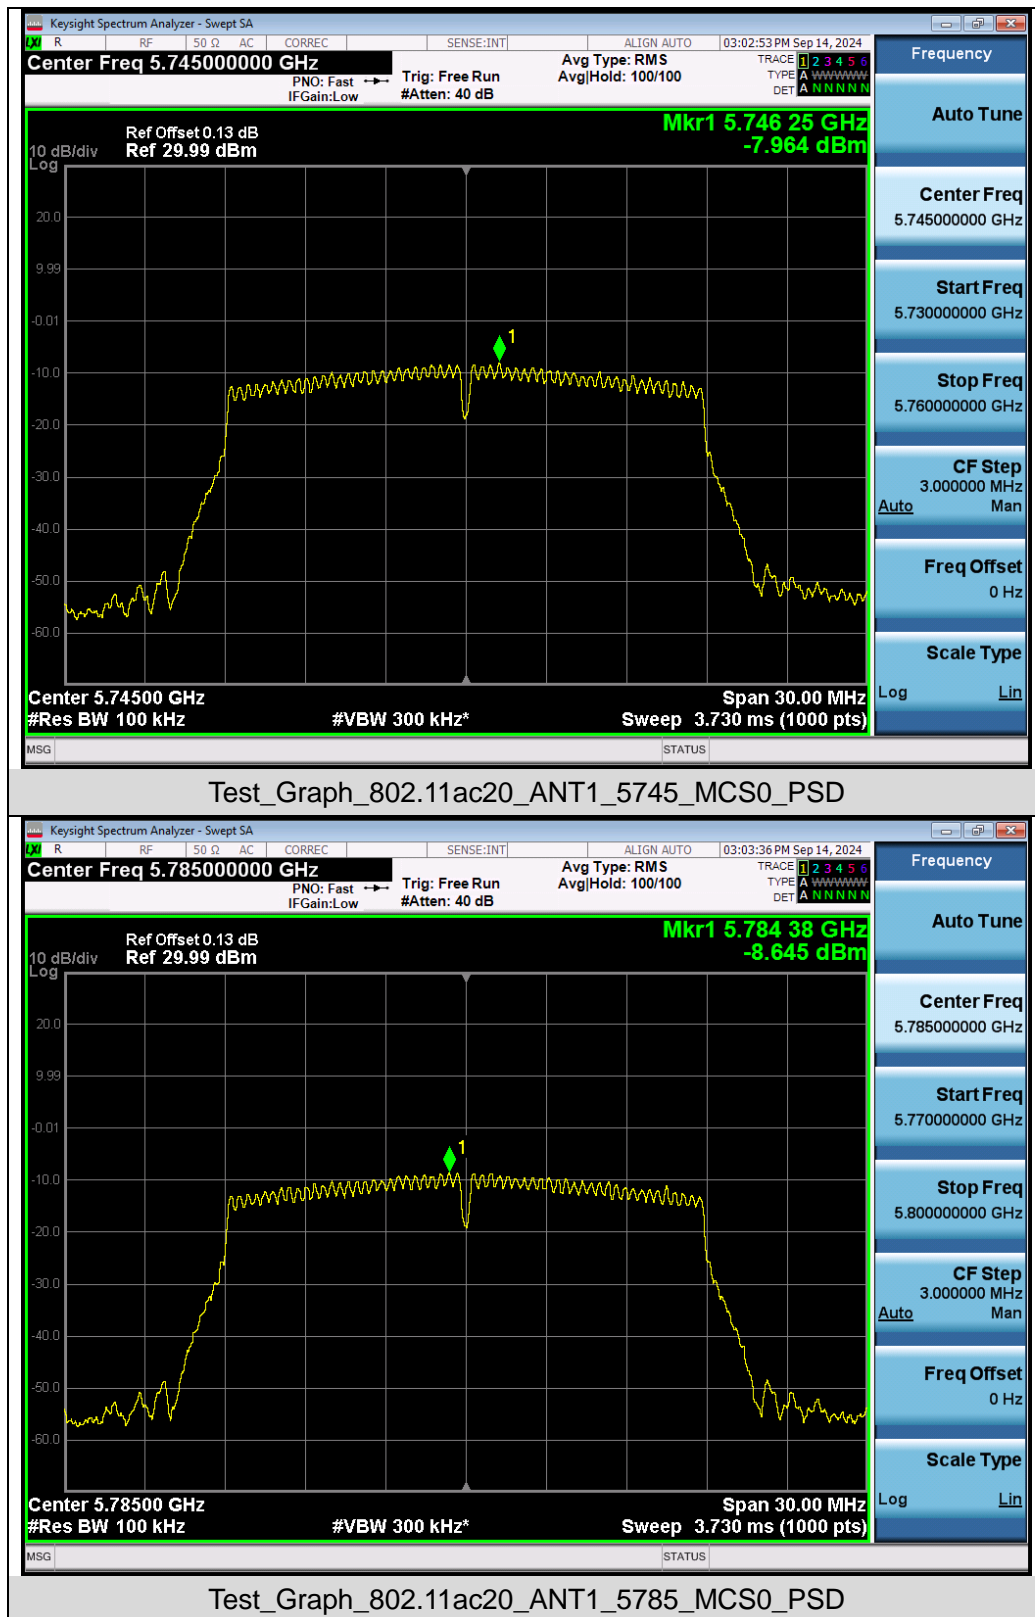 Keysight Spectrum Analyzer - Swept SA
LXI R RF 50 Ω AC CORREC SENSE:INT ALIGN AUTO 03:02:53 PM Sep 14, 2024
Center Freq 5.745000000 GHz
PNO: Fast
IFGain:Low
Trig: Free Run
#Atten: 40 dB
Avg Type: RMS
Avg|Hold: 100/100
TRACE 1 2 3 4 5 6
TYPE A WWWWW
DET A N N N N N
Ref Offset 0.13 dB
Ref 29.99 dBm
10 dB/div
Log
Mkr1 5.746 25 GHz
-7.964 dBm
20.0
9.99
-0.01
1
-10.0
-20.0
-30.0
-40.0
-50.0
-60.0
Center 5.74500 GHz
Span 30.00 MHz
#Res BW 100 kHz
#VBW 300 kHz*
Sweep 3.730 ms (1000 pts)
MSG
STATUS
Frequency
Auto Tune
Center Freq
5.745000000 GHz
Start Freq
5.730000000 GHz
Stop Freq
5.760000000 GHz
CF Step
3.000000 MHz
Auto Man
Freq Offset
0 Hz
Scale Type
Log Lin
Test_Graph_802.11ac20_ANT1_5745_MCS0_PSD
Keysight Spectrum Analyzer - Swept SA
LXI R RF 50 Ω AC CORREC SENSE:INT ALIGN AUTO 03:03:36 PM Sep 14, 2024
Center Freq 5.785000000 GHz
PNO: Fast
IFGain:Low
Trig: Free Run
#Atten: 40 dB
Avg Type: RMS
Avg|Hold: 100/100
TRACE 1 2 3 4 5 6
TYPE A WWWWW
DET A N N N N N
Ref Offset 0.13 dB
Ref 29.99 dBm
10 dB/div
Log
Mkr1 5.784 38 GHz
-8.645 dBm
20.0
9.99
-0.01
1
-10.0
-20.0
-30.0
-40.0
-50.0
-60.0
Center 5.78500 GHz
Span 30.00 MHz
#Res BW 100 kHz
#VBW 300 kHz*
Sweep 3.730 ms (1000 pts)
MSG
STATUS
Frequency
Auto Tune
Center Freq
5.785000000 GHz
Start Freq
5.770000000 GHz
Stop Freq
5.800000000 GHz
CF Step
3.000000 MHz
Auto Man
Freq Offset
0 Hz
Scale Type
Log Lin
Test_Graph_802.11ac20_ANT1_5785_MCS0_PSD